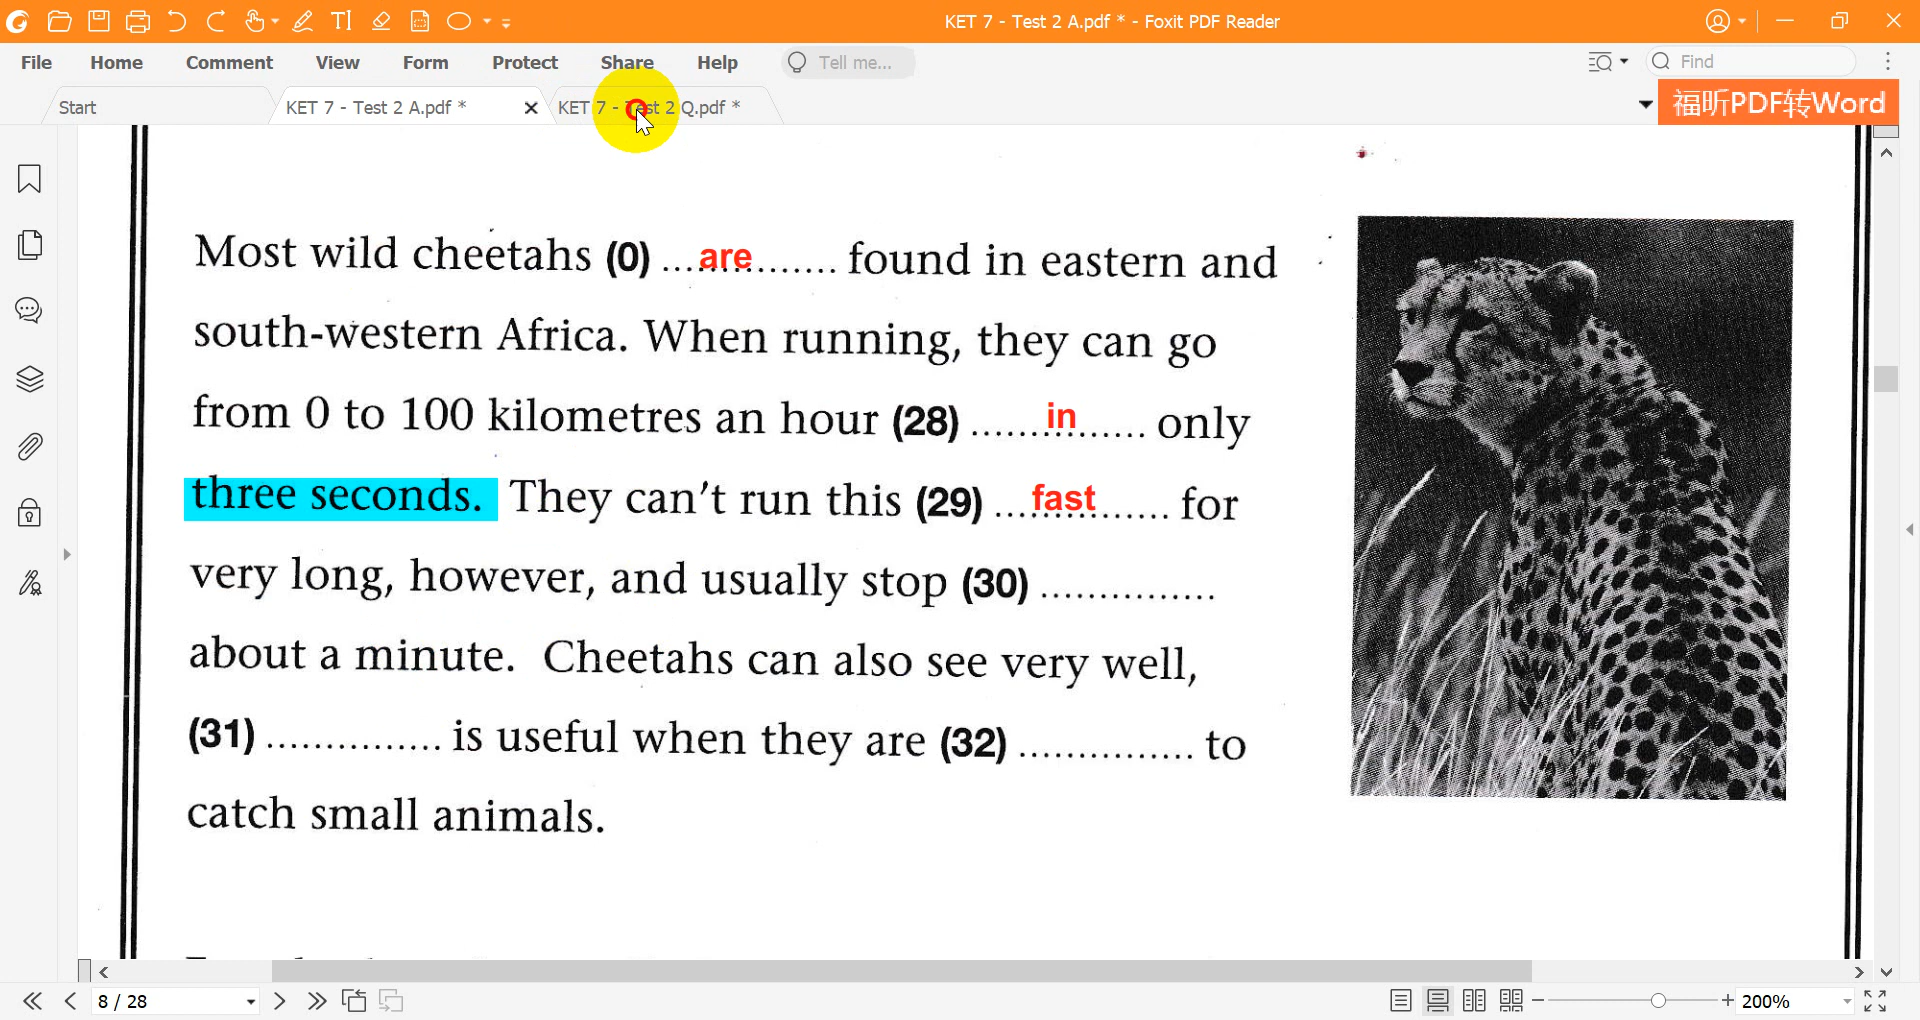 KET 7 - Test 2 A.pdf * - Foxit PDF Reader
File Home Comment View Form Protect Share Help Tell me... Find
Start KET 7 - Test 2 A.pdf * KET 7 - Test 2 Q.pdf * 福昕PDF转Word
Most wild cheetahs (0) ...are... found in eastern and
south-western Africa. When running, they can go
from 0 to 100 kilometres an hour (28) ...in... only
three seconds. They can't run this (29) ...fast... for
very long, however, and usually stop (30) ...............
about a minute. Cheetahs can also see very well,
(31) ............... is useful when they are (32) ............... to
catch small animals.
8 / 28 200%